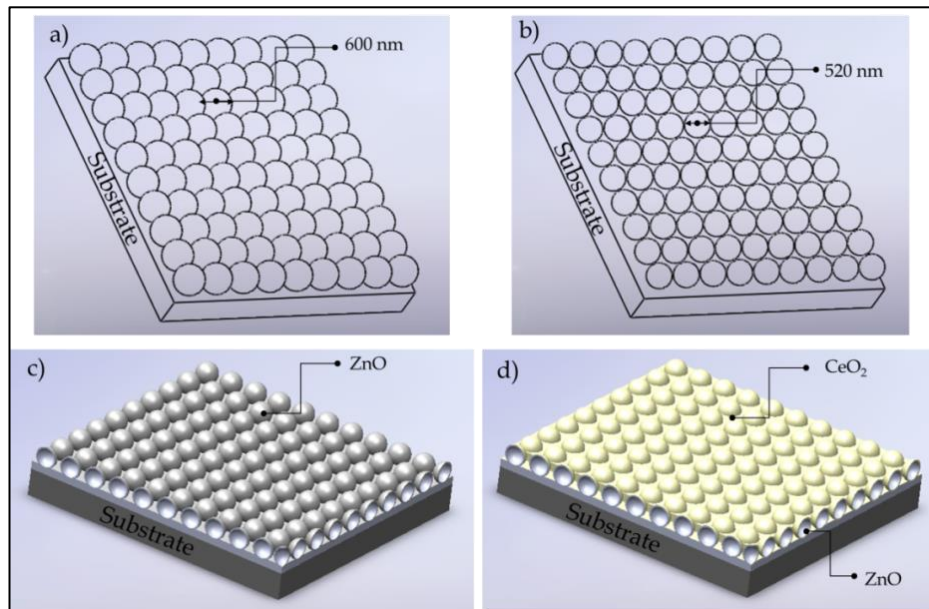 a)
600 nm
Substrate
b)
520 nm
Substrate
c)
ZnO
Substrate
d)
CeO₂
Substrate
ZnO